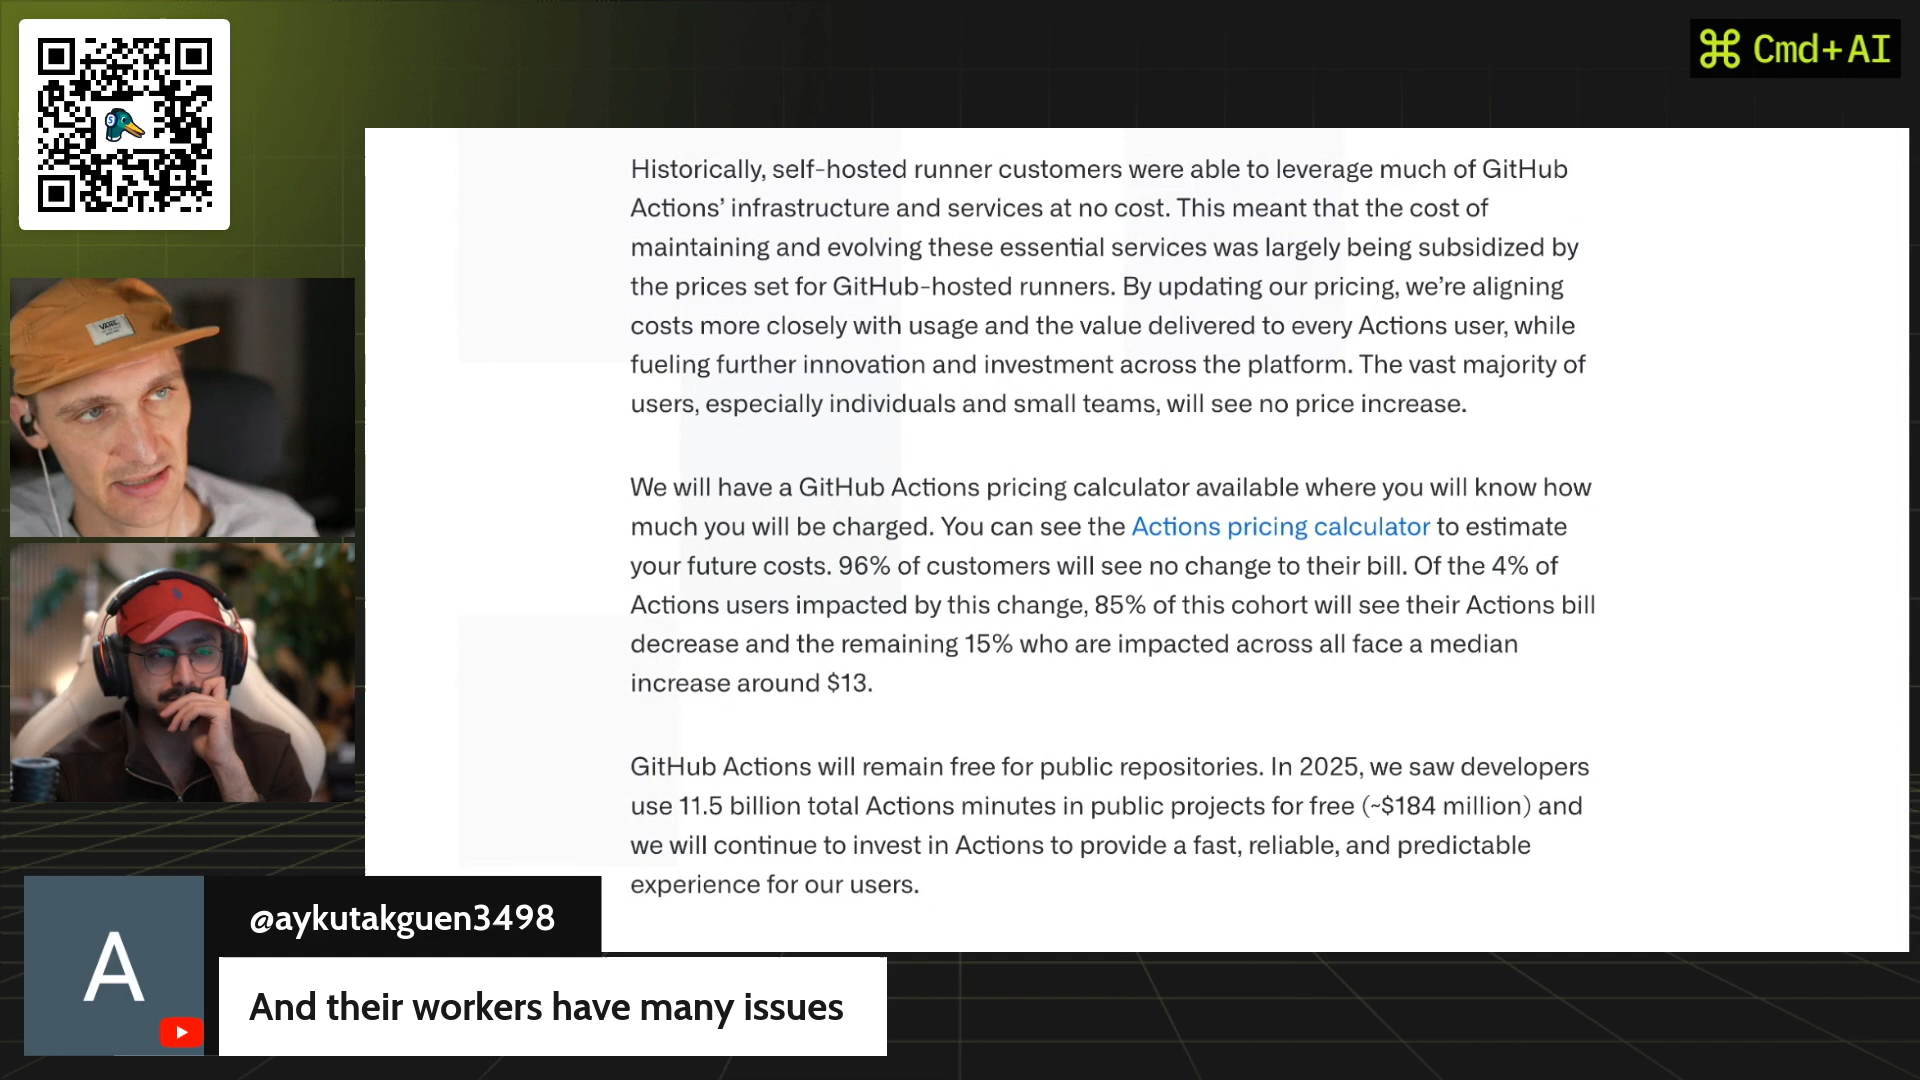 ⌘ Cmd+AI
Historically, self-hosted runner customers were able to leverage much of GitHub
Actions’ infrastructure and services at no cost. This meant that the cost of
maintaining and evolving these essential services was largely being subsidized by
the prices set for GitHub-hosted runners. By updating our pricing, we’re aligning
costs more closely with usage and the value delivered to every Actions user, while
fueling further innovation and investment across the platform. The vast majority of
users, especially individuals and small teams, will see no price increase.
We will have a GitHub Actions pricing calculator available where you will know how
much you will be charged. You can see the Actions pricing calculator to estimate
your future costs. 96% of customers will see no change to their bill. Of the 4% of
Actions users impacted by this change, 85% of this cohort will see their Actions bill
decrease and the remaining 15% who are impacted across all face a median
increase around $13.
GitHub Actions will remain free for public repositories. In 2025, we saw developers
use 11.5 billion total Actions minutes in public projects for free (~$184 million) and
we will continue to invest in Actions to provide a fast, reliable, and predictable
experience for our users.
VANS
A
@aykutakguen3498
And their workers have many issues